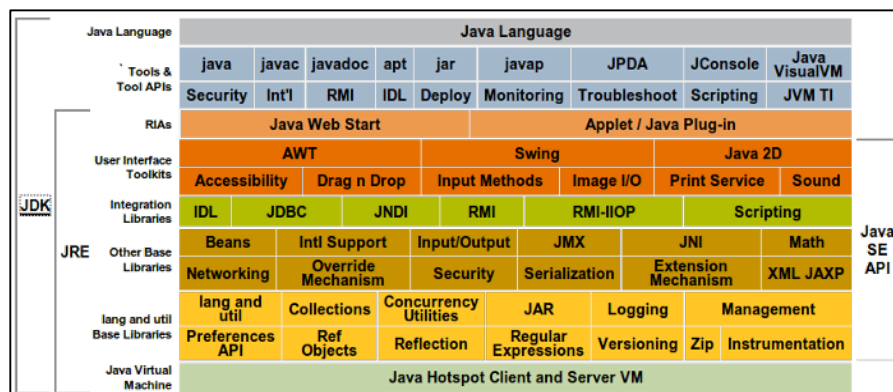 Java Language Java Language
` Tools & Tool APIs
java javac javadoc apt jar javap JPDA JConsole Java VisualVM
Security Int'l RMI IDL Deploy Monitoring Troubleshoot Scripting JVM TI
RIAs Java Web Start Applet / Java Plug-in
User Interface Toolkits
AWT Swing Java 2D
Accessibility Drag n Drop Input Methods Image I/O Print Service Sound
Integration Libraries
IDL JDBC JNDI RMI RMI-IIOP Scripting
JDK
JRE
Other Base Libraries
Beans Intl Support Input/Output JMX JNI Math
Networking Override Mechanism Security Serialization Extension Mechanism XML JAXP
Java SE API
lang and util Base Libraries
lang and util Collections Concurrency Utilities JAR Logging Management
Preferences API Ref Objects Reflection Regular Expressions Versioning Zip Instrumentation
Java Virtual Machine
Java Hotspot Client and Server VM